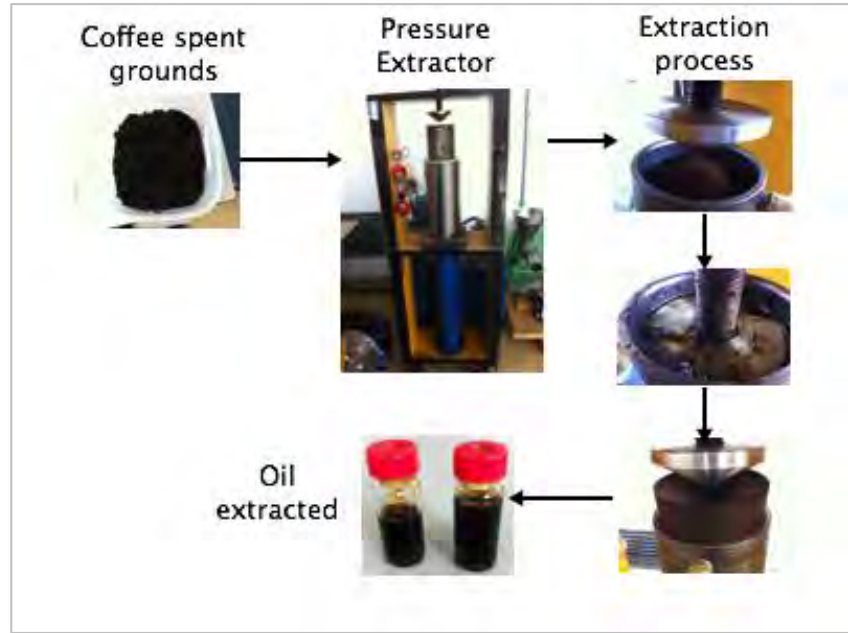 Coffee spent
grounds
Pressure
Extractor
Extraction
process
Oil
extracted